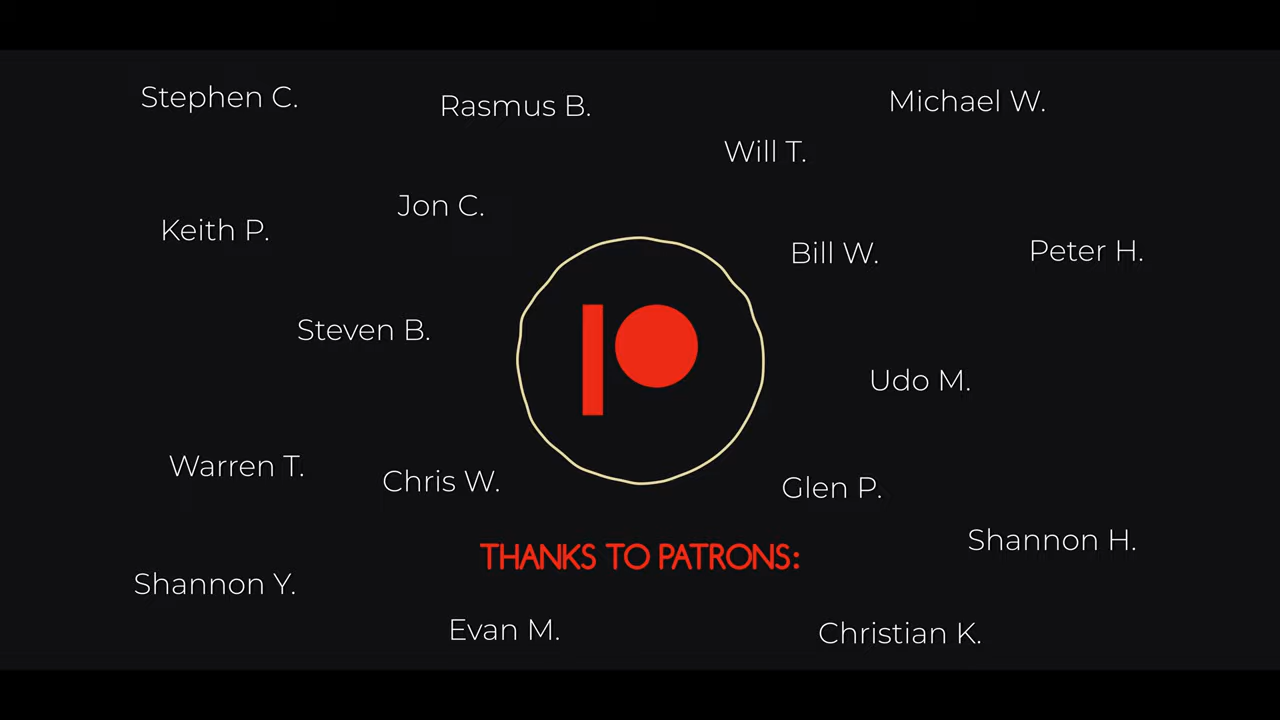 Stephen C.
Rasmus B.
Michael W.
Will T.
Jon C.
Keith P.
Bill W.
Peter H.
Steven B.
Udo M.
Warren T.
Chris W.
Glen P.
Shannon H.
THANKS TO PATRONS:
Shannon Y.
Evan M.
Christian K.